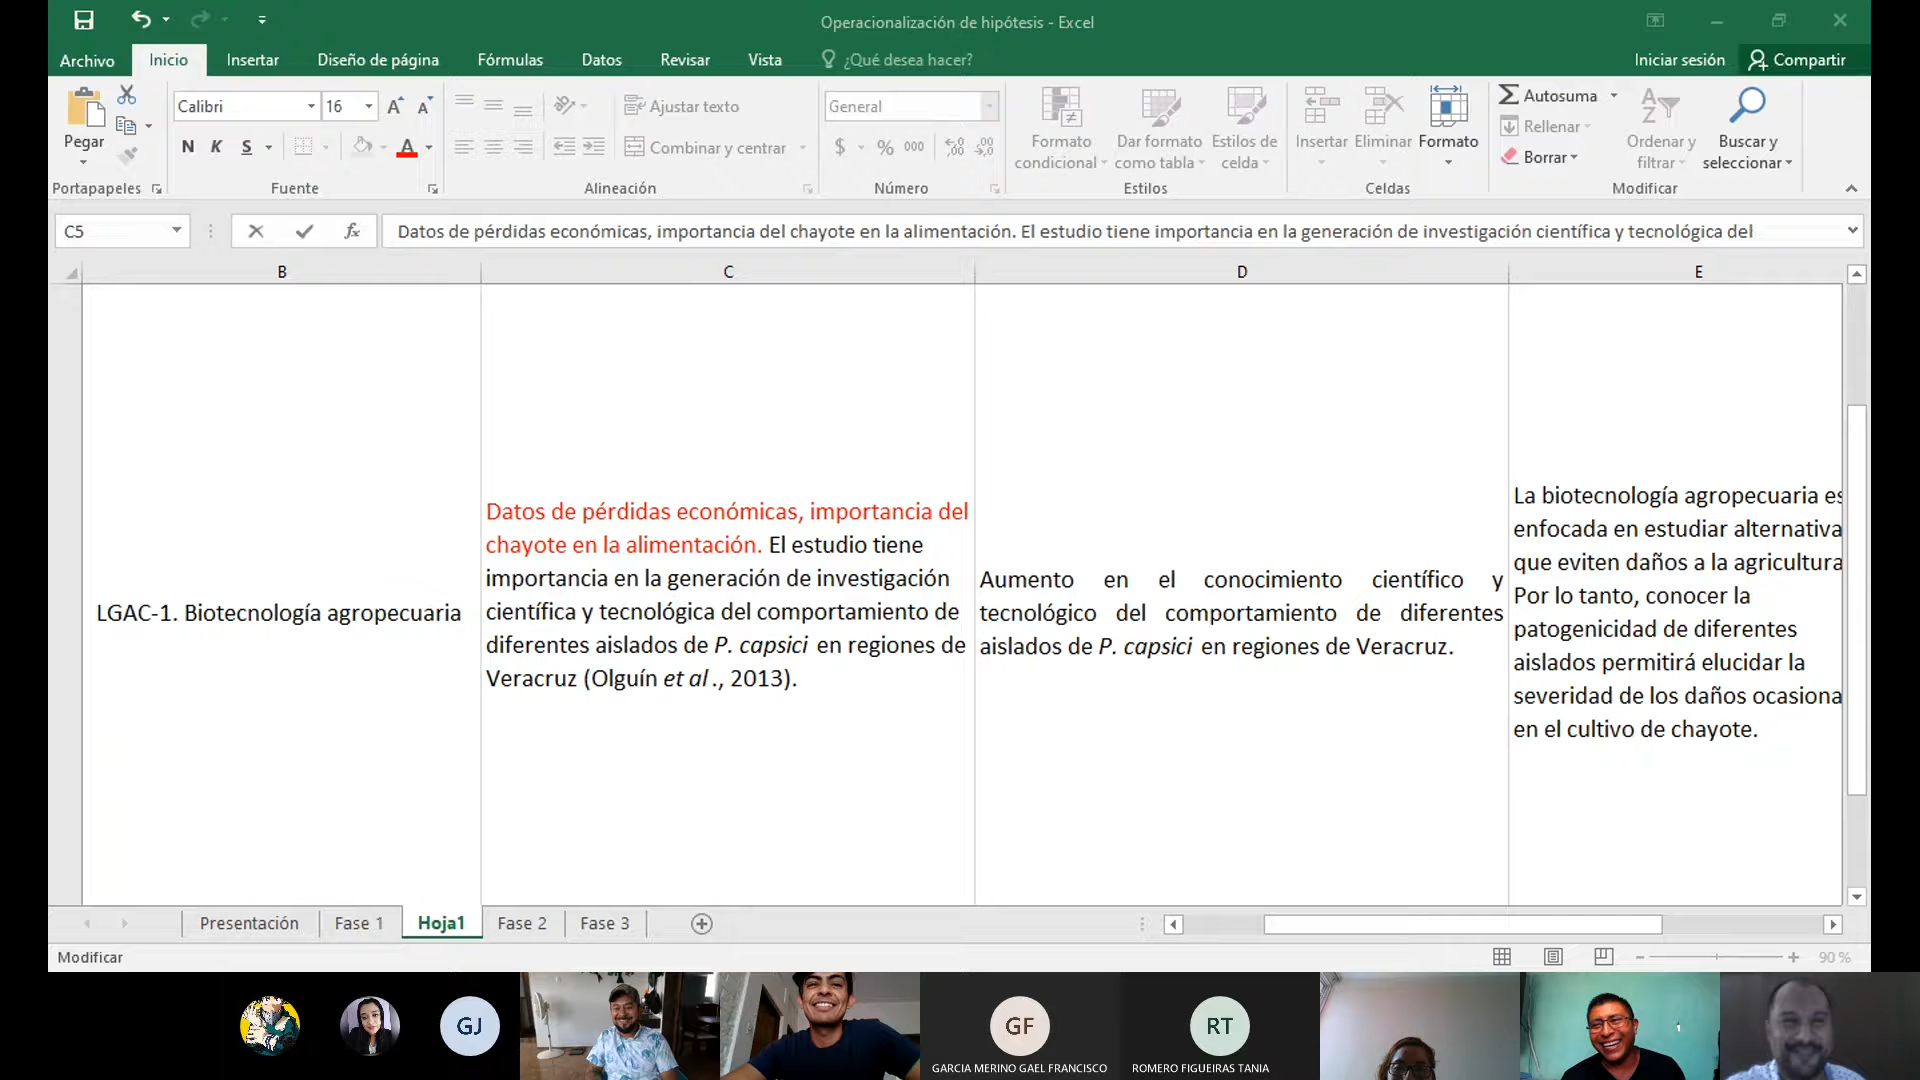 Operacionalización de hipótesis - Excel
Archivo
Inicio
Insertar
Diseño de página
Fórmulas
Datos
Revisar
Vista
¿Qué desea hacer?
Iniciar sesión
Compartir
Pegar
Portapapeles
Calibri
16
N K S
A
Fuente
Ajustar texto
Combinar y centrar
Alineación
General
$ % 000
Número
Formato
condicional
Dar formato
como tabla
Estilos de
celda
Estilos
Insertar
Eliminar
Formato
Celdas
Autosuma
Rellenar
Borrar
Ordenar y
filtrar
Buscar y
seleccionar
Modificar
C5
fx
Datos de pérdidas económicas, importancia del chayote en la alimentación. El estudio tiene importancia en la generación de investigación científica y tecnológica del
B
C
D
E
LGAC-1. Biotecnología agropecuaria
Datos de pérdidas económicas, importancia del
chayote en la alimentación. El estudio tiene
importancia en la generación de investigación
científica y tecnológica del comportamiento de
diferentes aislados de P. capsici en regiones de
Veracruz (Olguín et al ., 2013).
Aumento en el conocimiento científico y
tecnológico del comportamiento de diferentes
aislados de P. capsici en regiones de Veracruz.
La biotecnología agropecuaria es
enfocada en estudiar alternativa
que eviten daños a la agricultura
Por lo tanto, conocer la
patogenicidad de diferentes
aislados permitirá elucidar la
severidad de los daños ocasiona
en el cultivo de chayote.
Presentación
Fase 1
Hoja1
Fase 2
Fase 3
Modificar
90 %
GJ
GF
GARCIA MERINO GAEL FRANCISCO
RT
ROMERO FIGUEIRAS TANIA